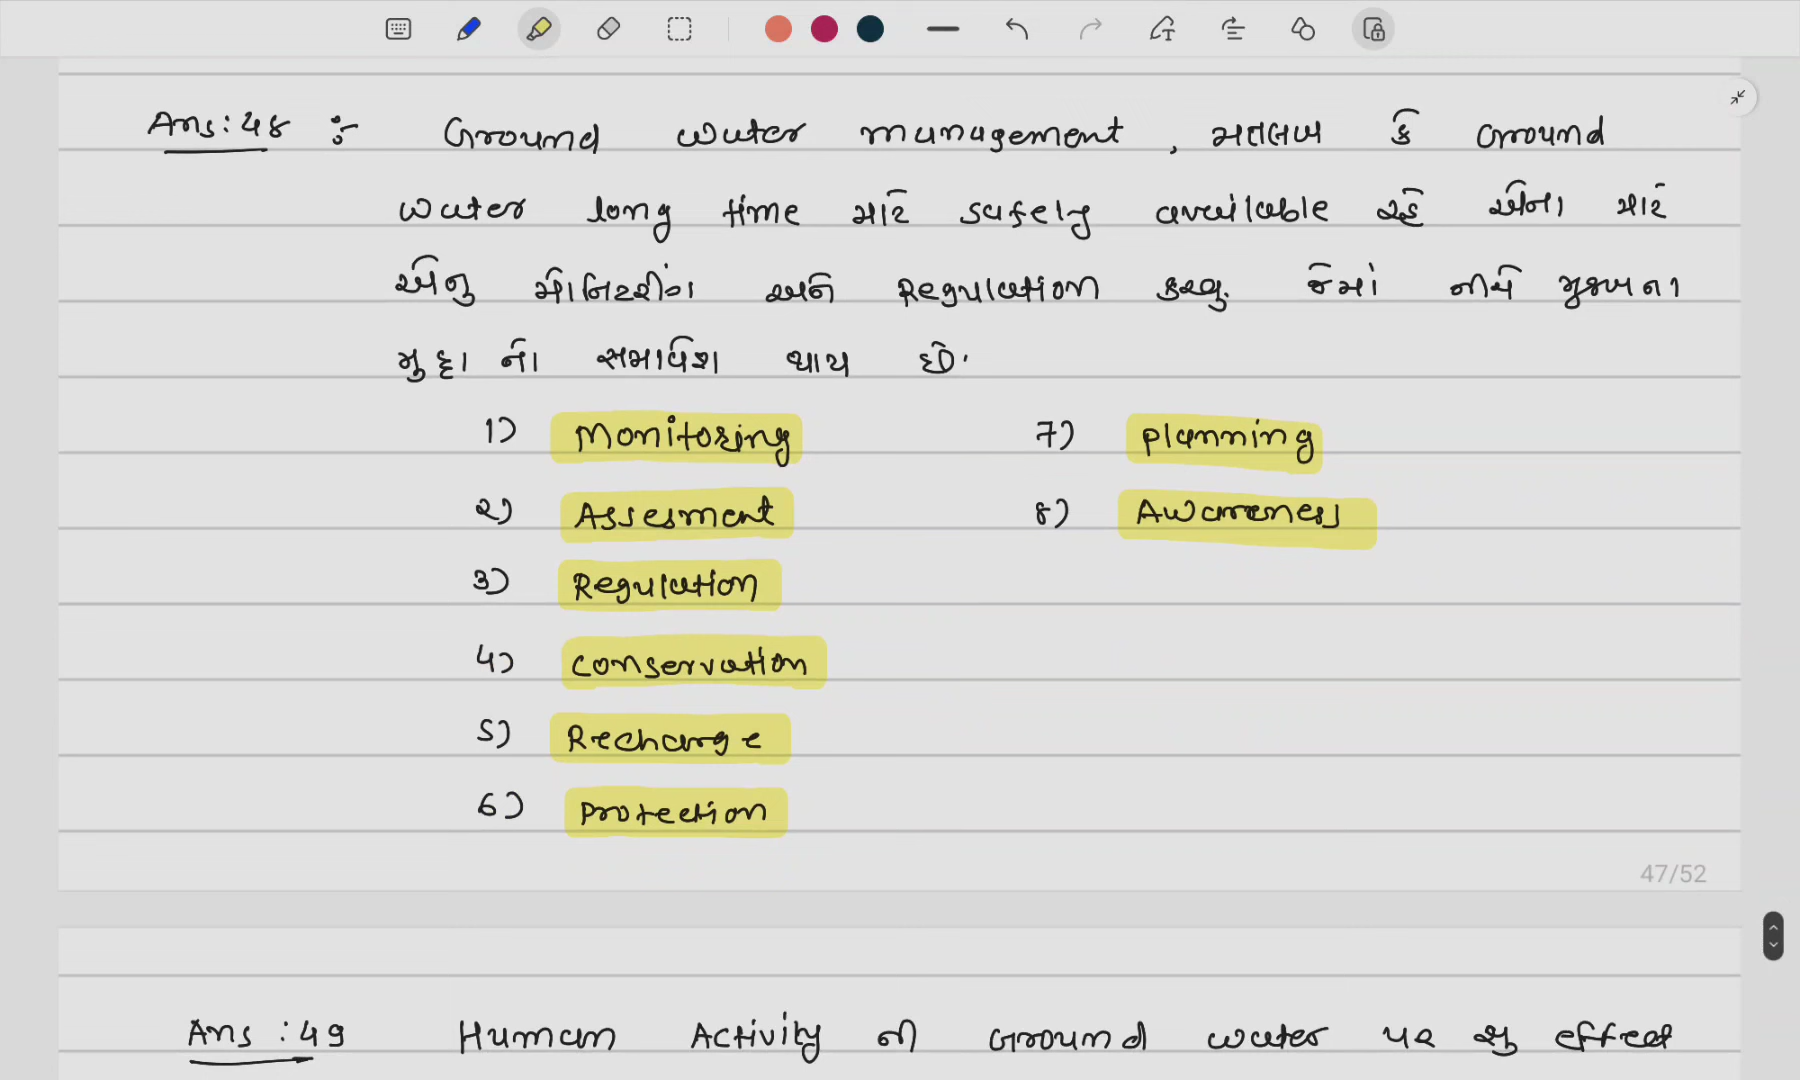 Ans:48 :- Ground water management, મતલબ કે Ground
water long time માટે safely available રહે એના માટે
એનું મોનિટરીંગ અને Regulation કરવુ. જેમાં નીચે મુજબના
મુદ્દા નો સમાવેશ થાય છે.
1) Monitoring
2) Assesment
3) Regulation
4) Conservation
5) Recharge
6) Protection
7) Planning
8) Awareness
47/52
Ans :49 Human Activity ની Ground water પર શુ effect